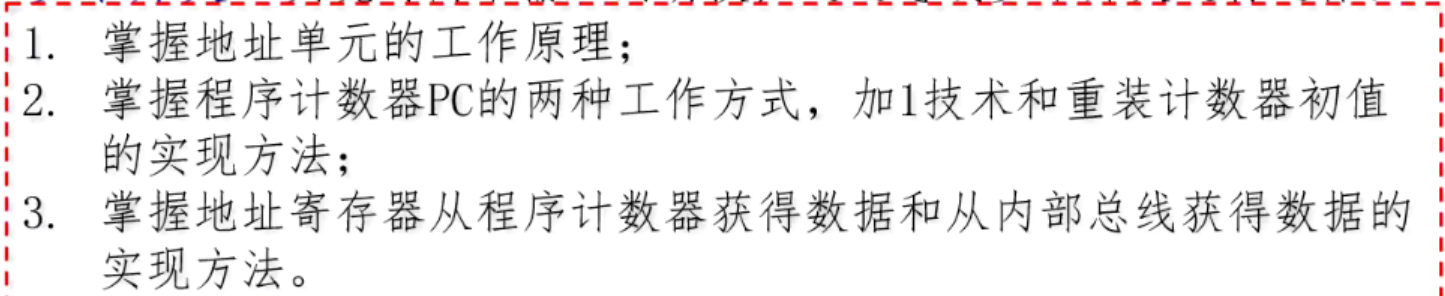 1. 掌握地址单元的工作原理;
2. 掌握程序计数器PC的两种工作方式，加1技术和重装计数器初值
的实现方法;
3. 掌握地址寄存器从程序计数器获得数据和从内部总线获得数据的
实现方法。